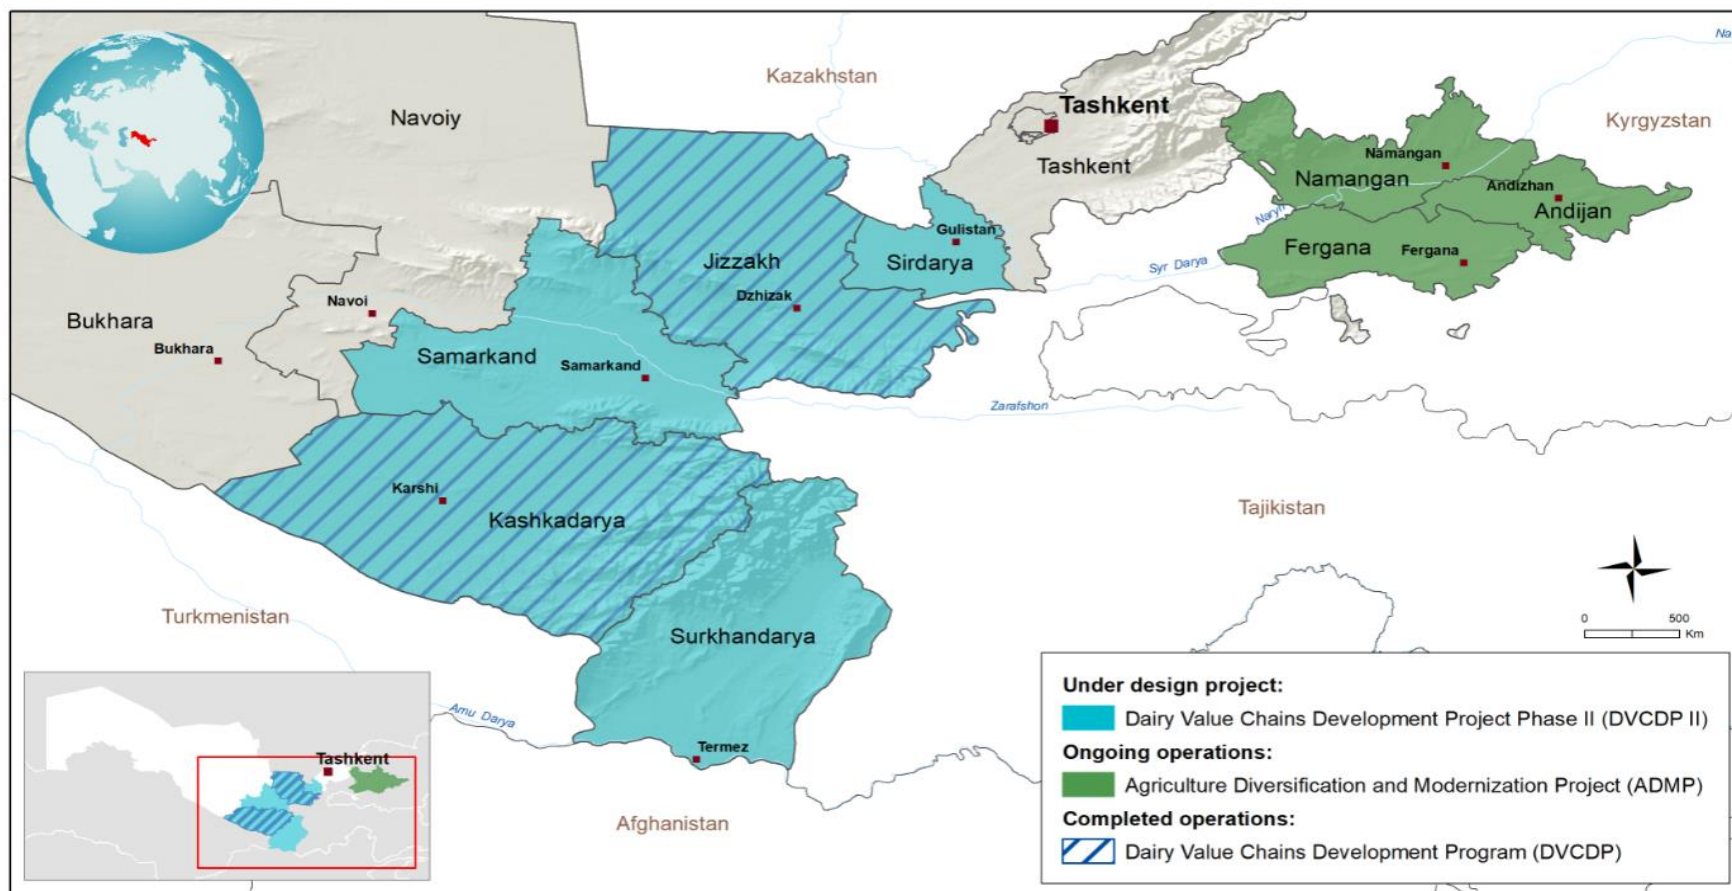 Kazakhstan
Na
Navoiy
Tashkent
Kyrgyzstan
Tashkent
Namangan
Namangan
Andizhan
Andijan
Naryn
Gulistan
Sirdarya
Fergana
Fergana
Syr Darya
Jizzakh
Dzhizak
Navoi
Bukhara
Bukhara
Samarkand
Samarkand
Zarafshon
Karshi
Kashkadarya
Tajikistan
Turkmenistan
Surkhandarya
0 500
Km
Amu Darya
Termez
Tashkent
Afghanistan
Under design project:
Dairy Value Chains Development Project Phase II (DVCDP II)
Ongoing operations:
Agriculture Diversification and Modernization Project (ADMP)
Completed operations:
Dairy Value Chains Development Program (DVCDP)